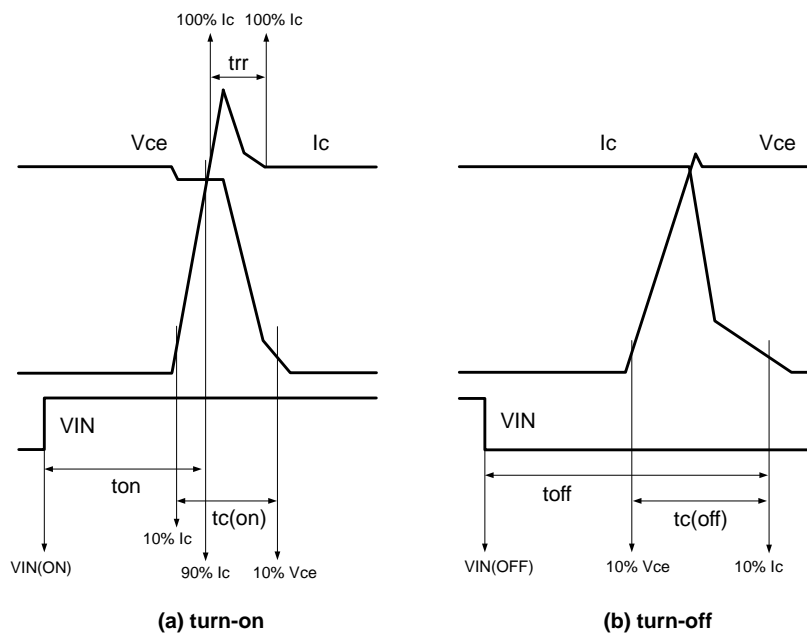 100% Ic
100% Ic
trr
Vce
Ic
Ic
Vce
VIN
VIN
ton
toff
tc(on)
tc(off)
10% Ic
VIN(ON)
90% Ic
10% Vce
VIN(OFF)
10% Vce
10% Ic
(a) turn-on
(b) turn-off